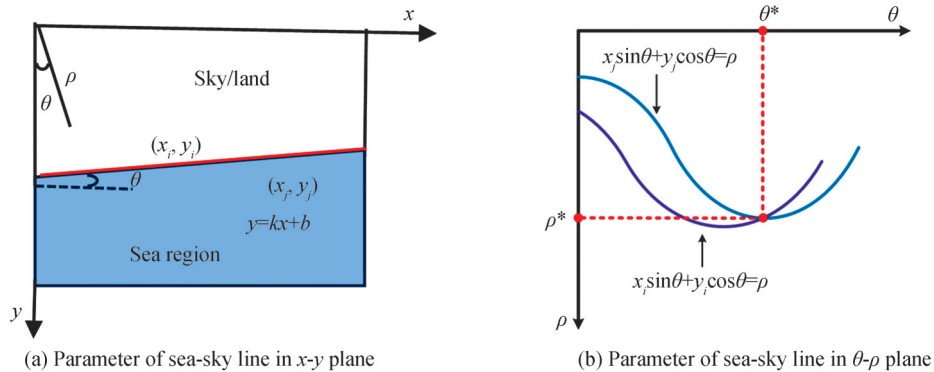 x
θ
ρ
Sky/land
(x_i, y_i)
θ
(x_j, y_j)
y=kx+b
Sea region
y
(a) Parameter of sea-sky line in x-y plane
θ*
θ
x_j sinθ+y_j cosθ=ρ
ρ*
x_i sinθ+y_i cosθ=ρ
ρ
(b) Parameter of sea-sky line in θ-ρ plane